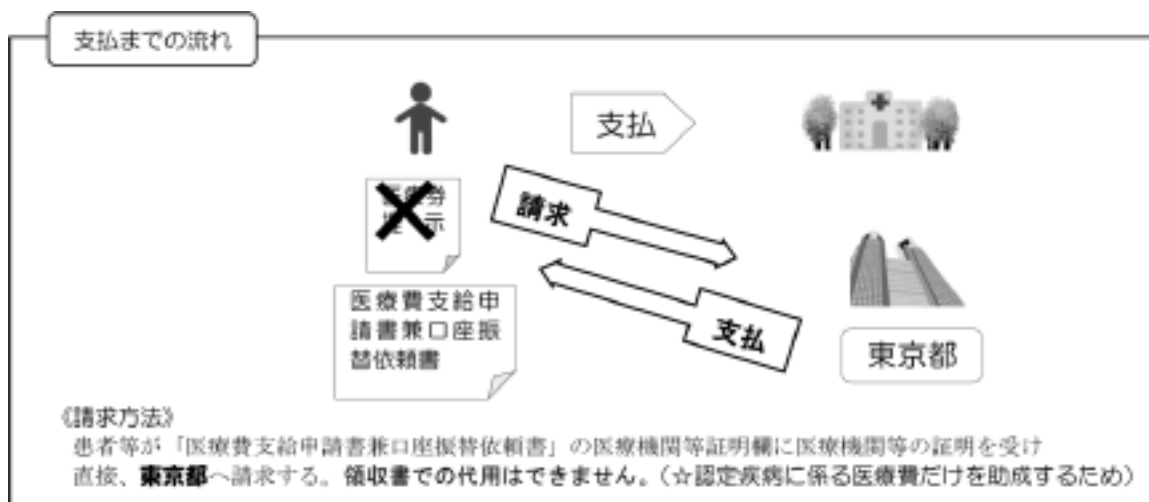 支払までの流れ
支払
医療券
提示
請求
医療費支給申
請書兼口座振
替依頼書
支払
東京都
《請求方法》
患者等が「医療費支給申請書兼口座振替依頼書」の医療機関等証明欄に医療機関等の証明を受け
直接、東京都へ請求する。領収書での代用はできません。（☆認定疾病に係る医療費だけを助成するため）